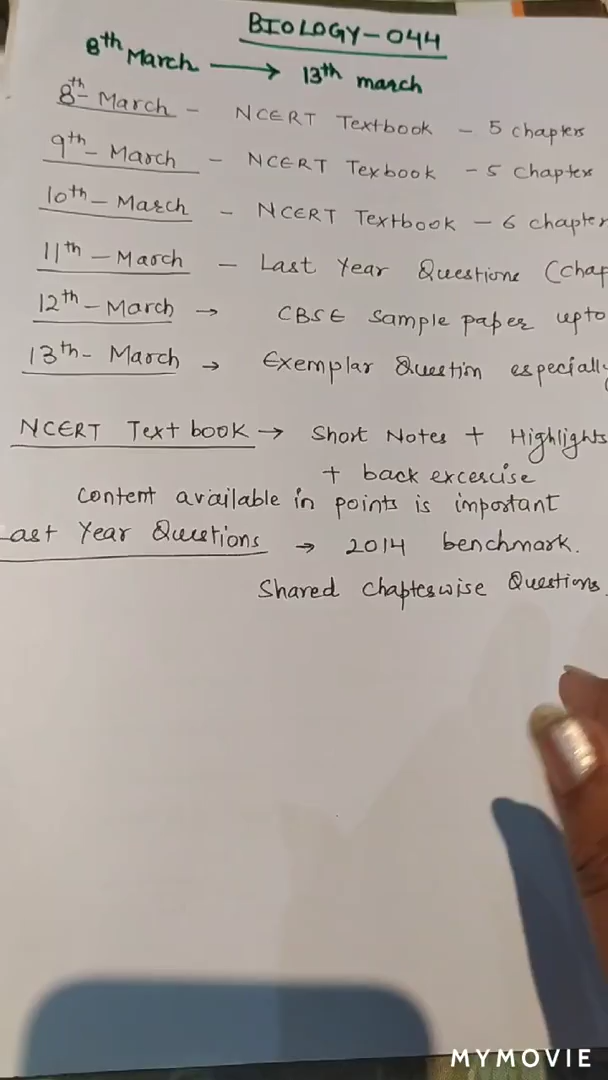 BIOLOGY-044
8th March → 13th march
8th March - NCERT Textbook - 5 chapters
9th - March - NCERT Texbook - 5 chapters
10th - March - NCERT Textbook - 6 chapter
11th - March - Last Year Questions (chap
12th - March → CBSE sample paper upto
13th - March → Exemplar Question especially
NCERT Text book → Short Notes + Highlights
+ back excercise
content available in points is important
Last Year Questions → 2014 benchmark.
Shared chapteswise Questions.
MYMOVIE